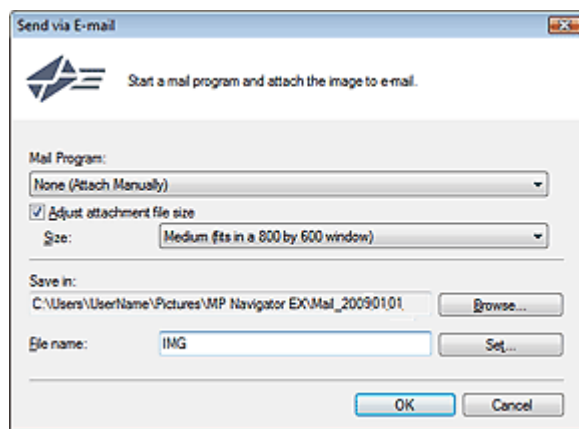 Send via E-mail
Start a mail program and attach the image to e-mail.
Mail Program:
None (Attach Manually)
Adjust attachment file size
Size: Medium (fits in a 800 by 600 window)
Save in:
C:\Users\UserName\Pictures\MP Navigator EX\Mail_20090101 Browse...
File name: IMG Set...
OK Cancel